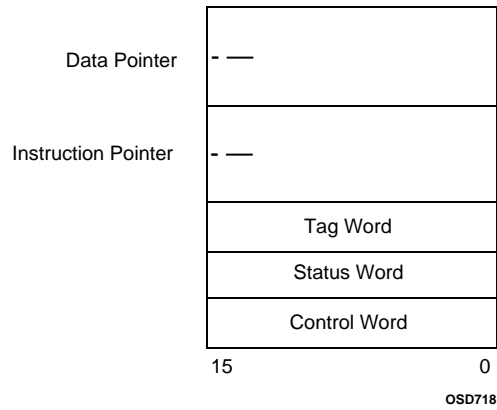 Data Pointer
- —
Instruction Pointer
- —
Tag Word
Status Word
Control Word
15 0
OSD718